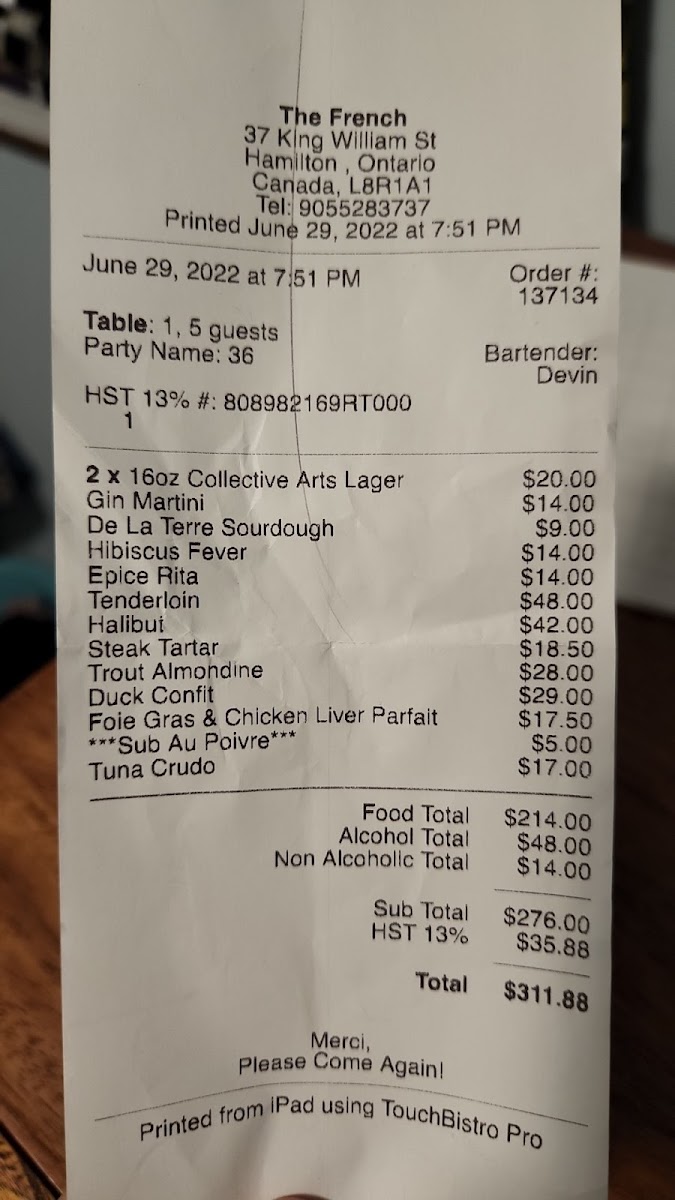 The French
37 King William St
Hamilton , Ontario
Canada, L8R1A1
Tel: 9055283737
Printed June 29, 2022 at 7:51 PM
June 29, 2022 at 7:51 PM
Order #:
137134
Table: 1, 5 guests
Party Name: 36
Bartender:
Devin
HST 13% #: 808982169RT000
1
2 x 16oz Collective Arts Lager $20.00
Gin Martini $14.00
De La Terre Sourdough $9.00
Hibiscus Fever $14.00
Epice Rita $14.00
Tenderloin $48.00
Halibut $42.00
Steak Tartar $18.50
Trout Almondine $28.00
Duck Confit $29.00
Foie Gras & Chicken Liver Parfait $17.50
***Sub Au Poivre*** $5.00
Tuna Crudo $17.00
Food Total $214.00
Alcohol Total $48.00
Non Alcoholic Total $14.00
Sub Total $276.00
HST 13% $35.88
Total $311.88
Merci,
Please Come Again!
Printed from iPad using TouchBistro Pro